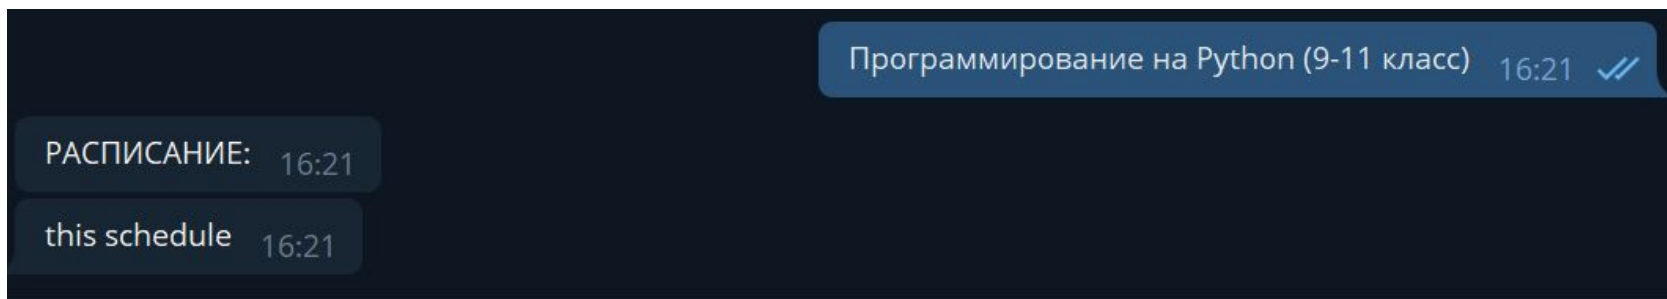 Программирование на Python (9-11 класс) 16:21
РАСПИСАНИЕ: 16:21
this schedule 16:21